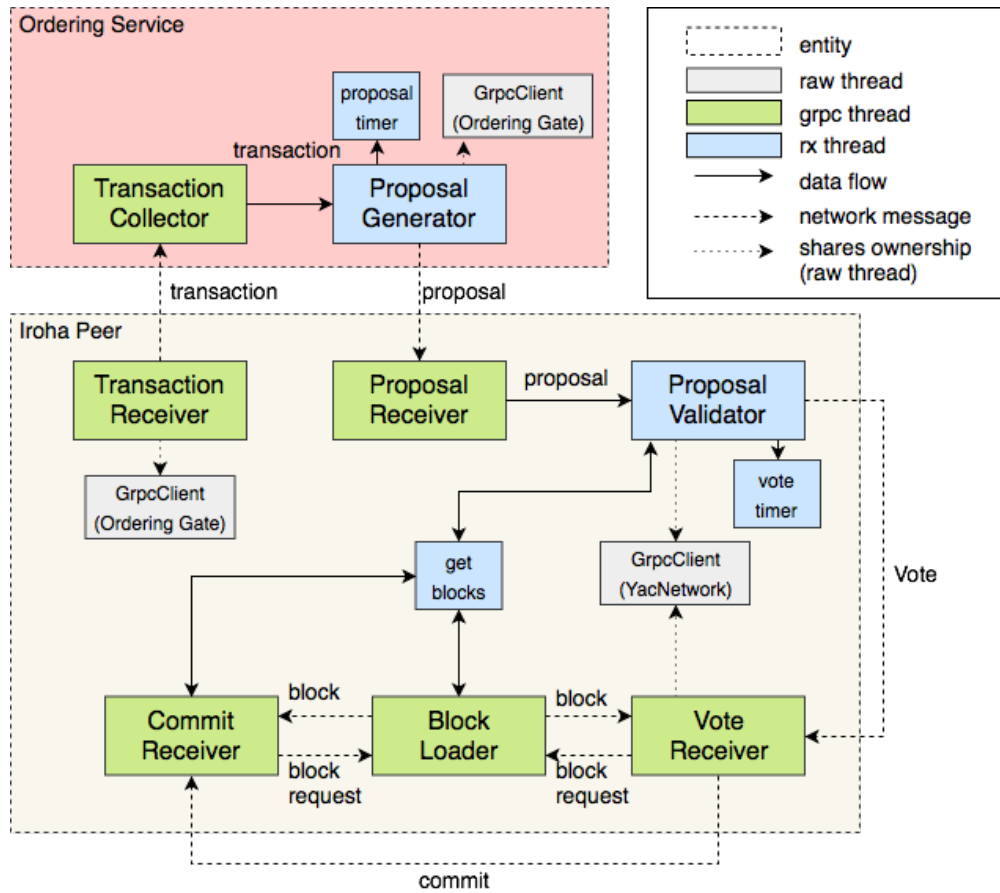 Ordering Service
proposal
timer
GrpcClient
(Ordering Gate)
transaction
Transaction
Collector
Proposal
Generator
entity
raw thread
grpc thread
rx thread
data flow
network message
shares ownership
(raw thread)
transaction
proposal
Iroha Peer
Transaction
Receiver
Proposal
Receiver
proposal
Proposal
Validator
GrpcClient
(Ordering Gate)
vote
timer
get
blocks
GrpcClient
(YacNetwork)
Vote
Commit
Receiver
block
block
request
Block
Loader
block
block
request
Vote
Receiver
commit